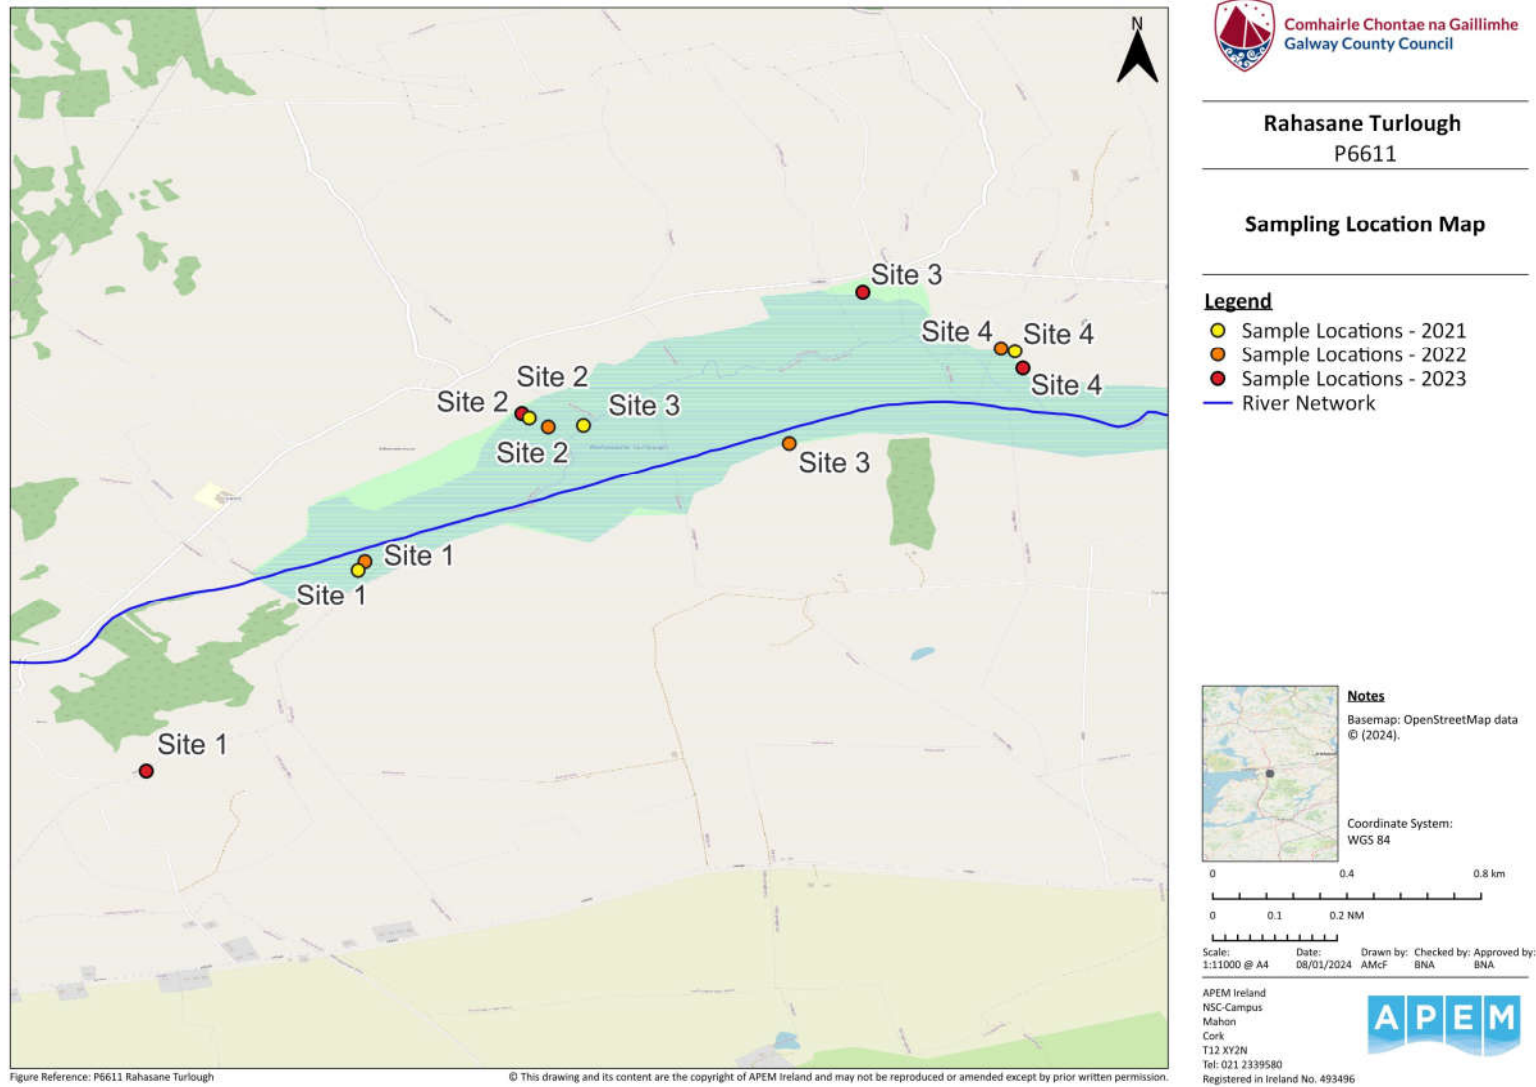 N
Site 3
Site 4
Site 4
Site 4
Site 2
Site 2
Site 3
Site 2
Site 3
Site 1
Site 1
Site 1
Comhairle Chontae na Gaillimhe
Galway County Council
Rahasane Turlough
P6611
Sampling Location Map
Legend
Sample Locations - 2021
Sample Locations - 2022
Sample Locations - 2023
River Network
Notes
Basemap: OpenStreetMap data
© (2024).
Coordinate System:
WGS 84
0 0.4 0.8 km
0 0.1 0.2 NM
Scale: Date: Drawn by: Checked by: Approved by:
1:11000 @ A4 08/01/2024 AMcF BNA BNA
APEM Ireland
NSC-Campus
Mahon
Cork
T12 XY2N
Tel: 021 2339580
Registered in Ireland No. 493496
APEM
Figure Reference: P6611 Rahasane Turlough
© This drawing and its content are the copyright of APEM Ireland and may not be reproduced or amended except by prior written permission.